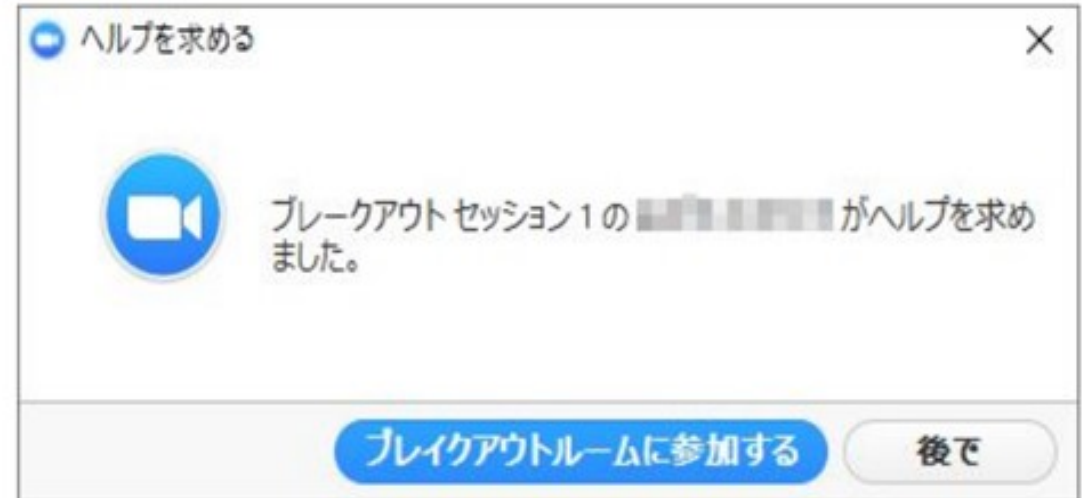 ヘルプを求める
ブレークアウト セッション 1 の がヘルプを求め
ました。
ブレイクアウトルームに参加する
後で